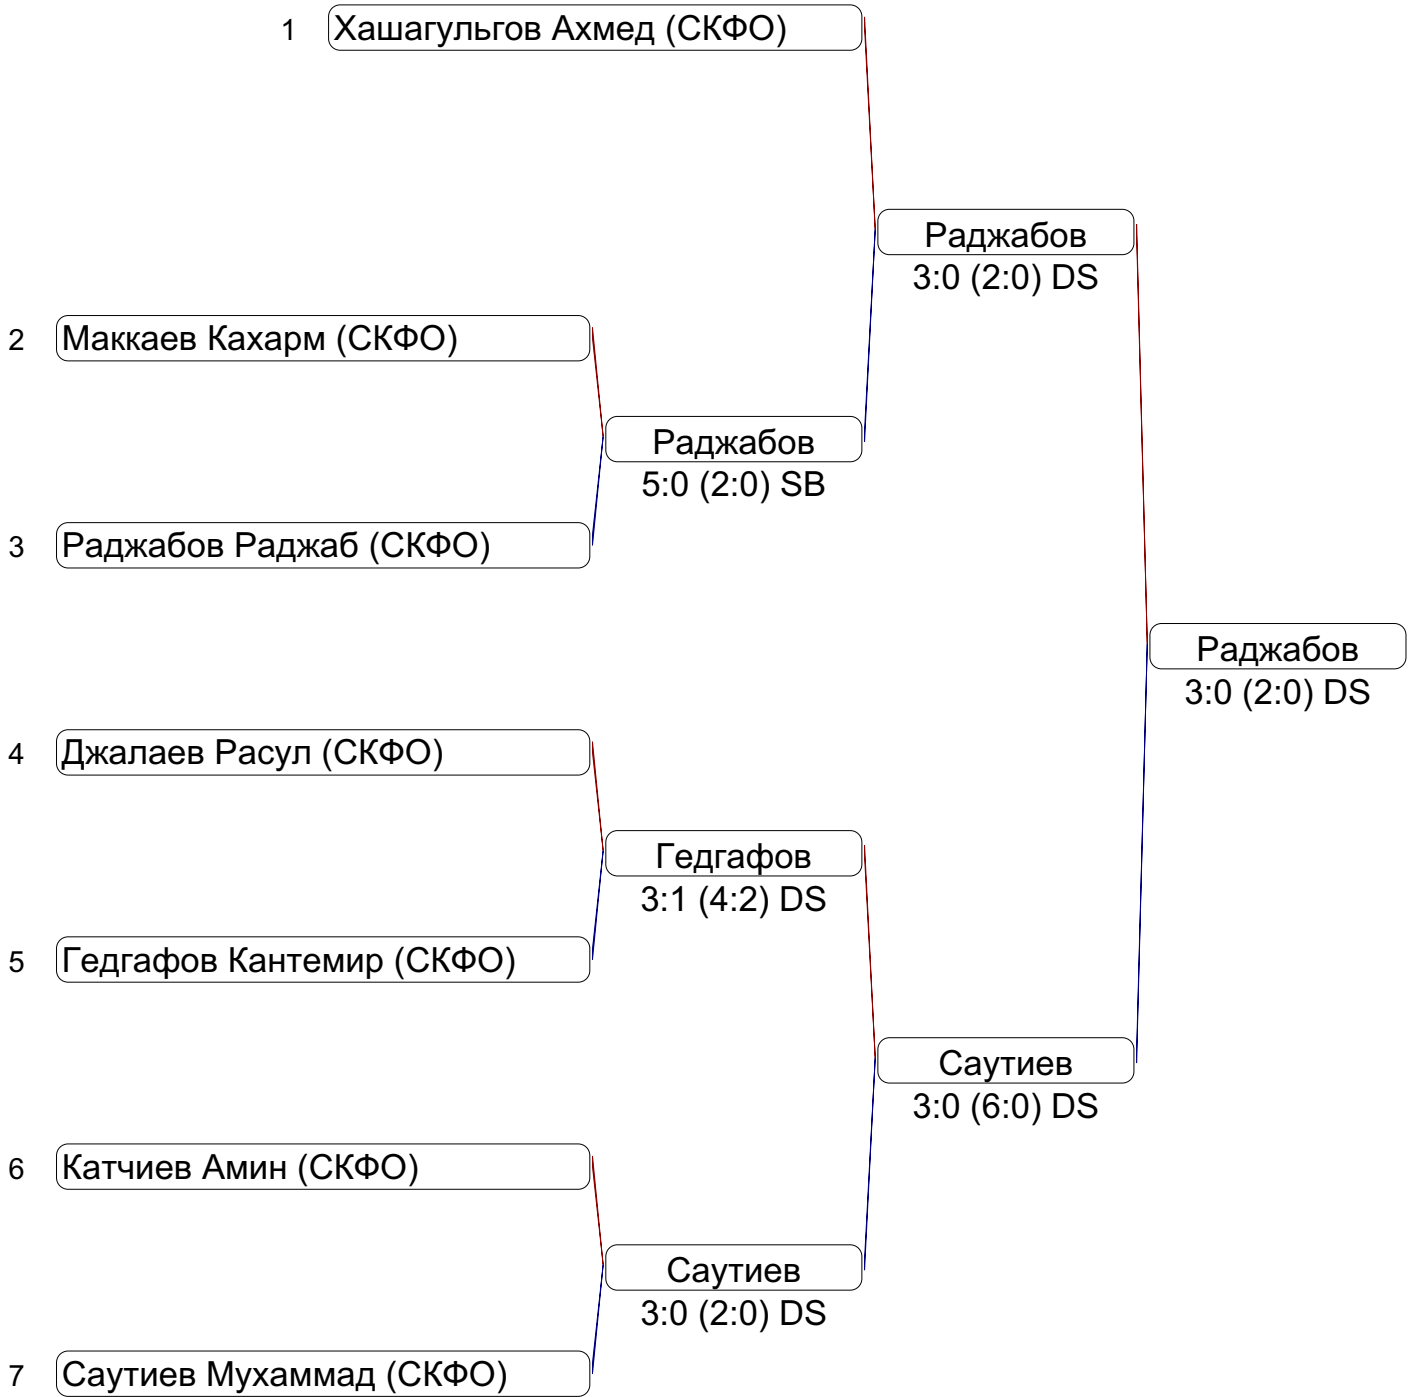 1 Хашагульгов Ахмед (СКФО)
Раджабов
3:0 (2:0) DS
2 Маккаев Кахарм (СКФО)
Раджабов
5:0 (2:0) SB
3 Раджабов Раджаб (СКФО)
Раджабов
3:0 (2:0) DS
4 Джалаев Расул (СКФО)
Гедгафов
3:1 (4:2) DS
5 Гедгафов Кантемир (СКФО)
Саутиев
3:0 (6:0) DS
6 Катчиев Амин (СКФО)
Саутиев
3:0 (2:0) DS
7 Саутиев Мухаммад (СКФО)